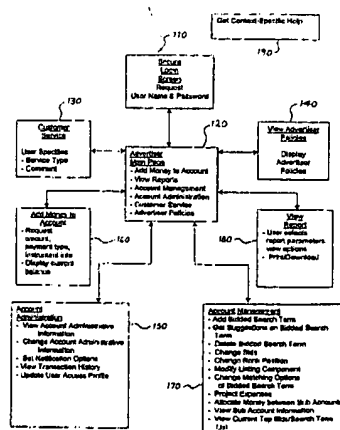 110
Get Context-Specific Help
190
Secure
Login
Screen
Request
User Name & Password
130
Customer
Service
User Specifies
- Service Type
- Comment
120
Advertiser
Main Page
- Add Money to Account
- View Reports
- Account Management
- Account Administration
- Customer Service
- Advertiser Policies
140
View Advertiser
Policies
Display
Advertiser
Policies
Add Money to
Account
- Request
amount,
payment type,
instrument info
- Display current
balance
160
View
Report
- User selects
report parameters
view options
- Print/Download
180
Account
Administration
- View Account Administrative
Information
- Change Account Administrative
Information
- Set Notification Options
- View Transaction History
- Update User Access Profile
150
Account Management
- Add Bidded Search Term
- Get Suggestions on Bidded Search
Term
- Delete Bidded Search Term
- Change Bids
- Change Rank Position
- Modify Listing Component
- Change Matching Options
of Bidded Search Term
- Project Expenses
- Allocate Money between Sub Accounts
- View Sub Account Information
- View Current Top Bids/Search Term
170